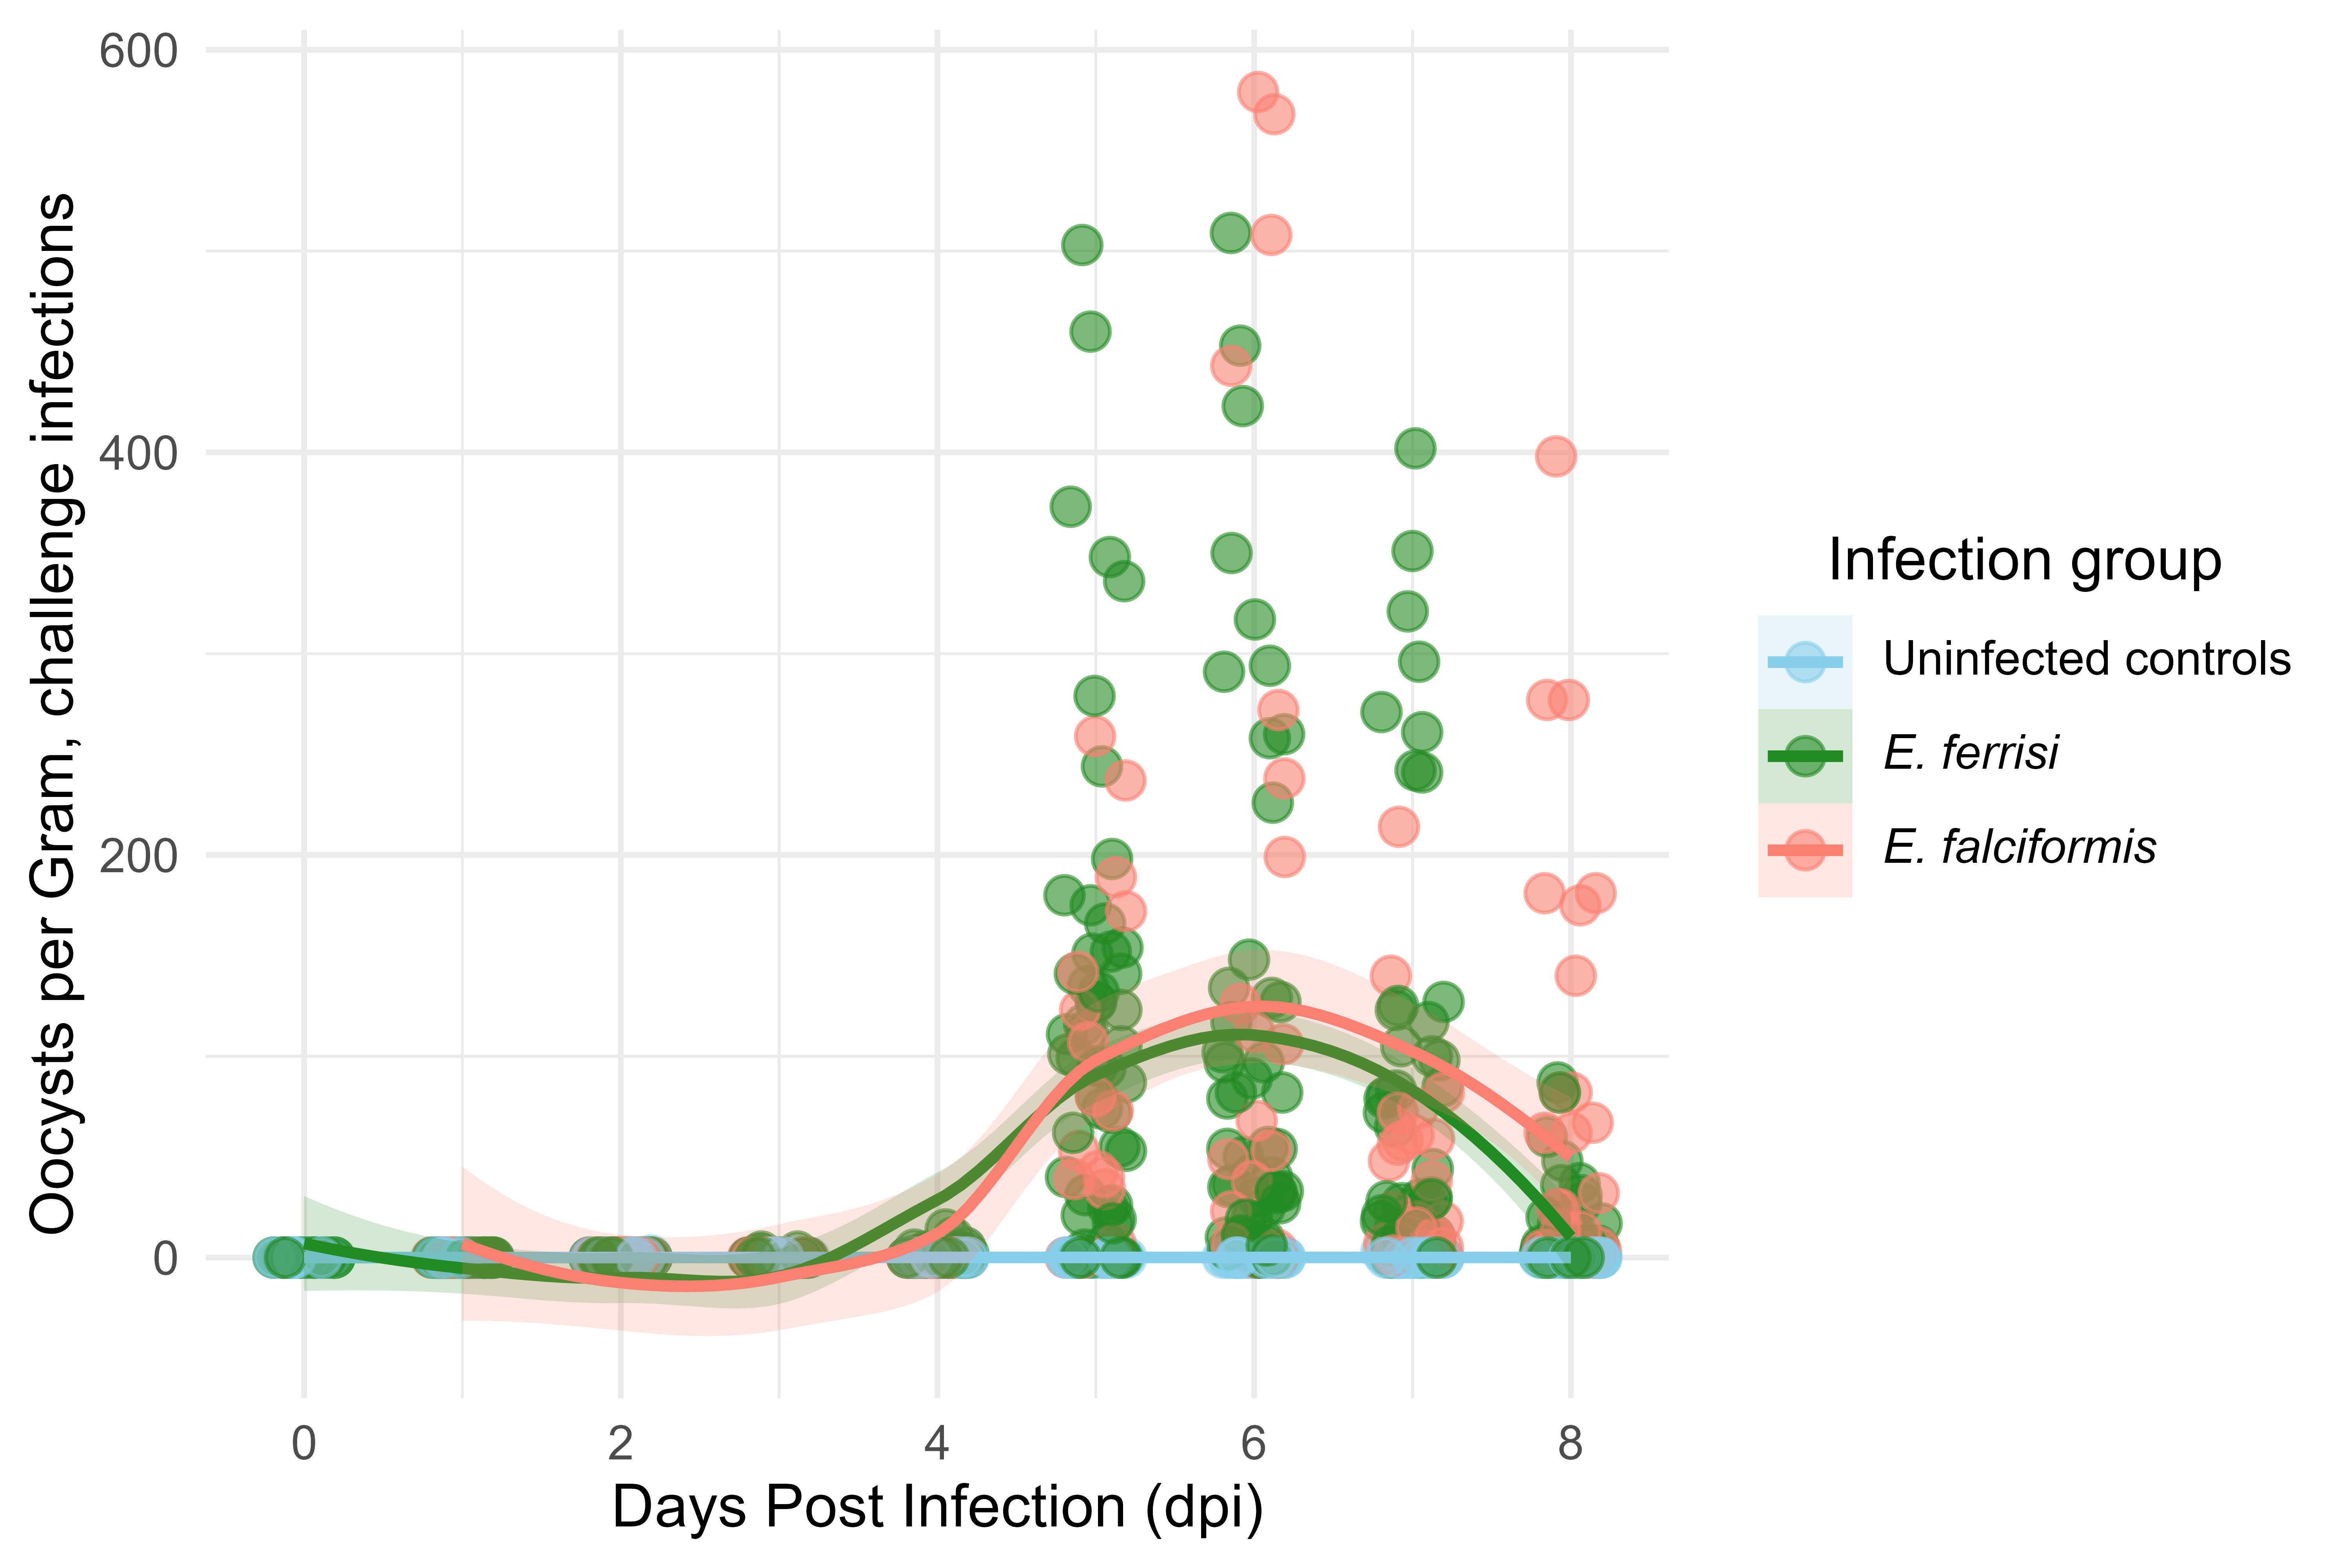 Oocysts per Gram, challenge infections
600
400
200
0
0 2 4 6 8
Days Post Infection (dpi)
Infection group
Uninfected controls
E. ferrisi
E. falciformis